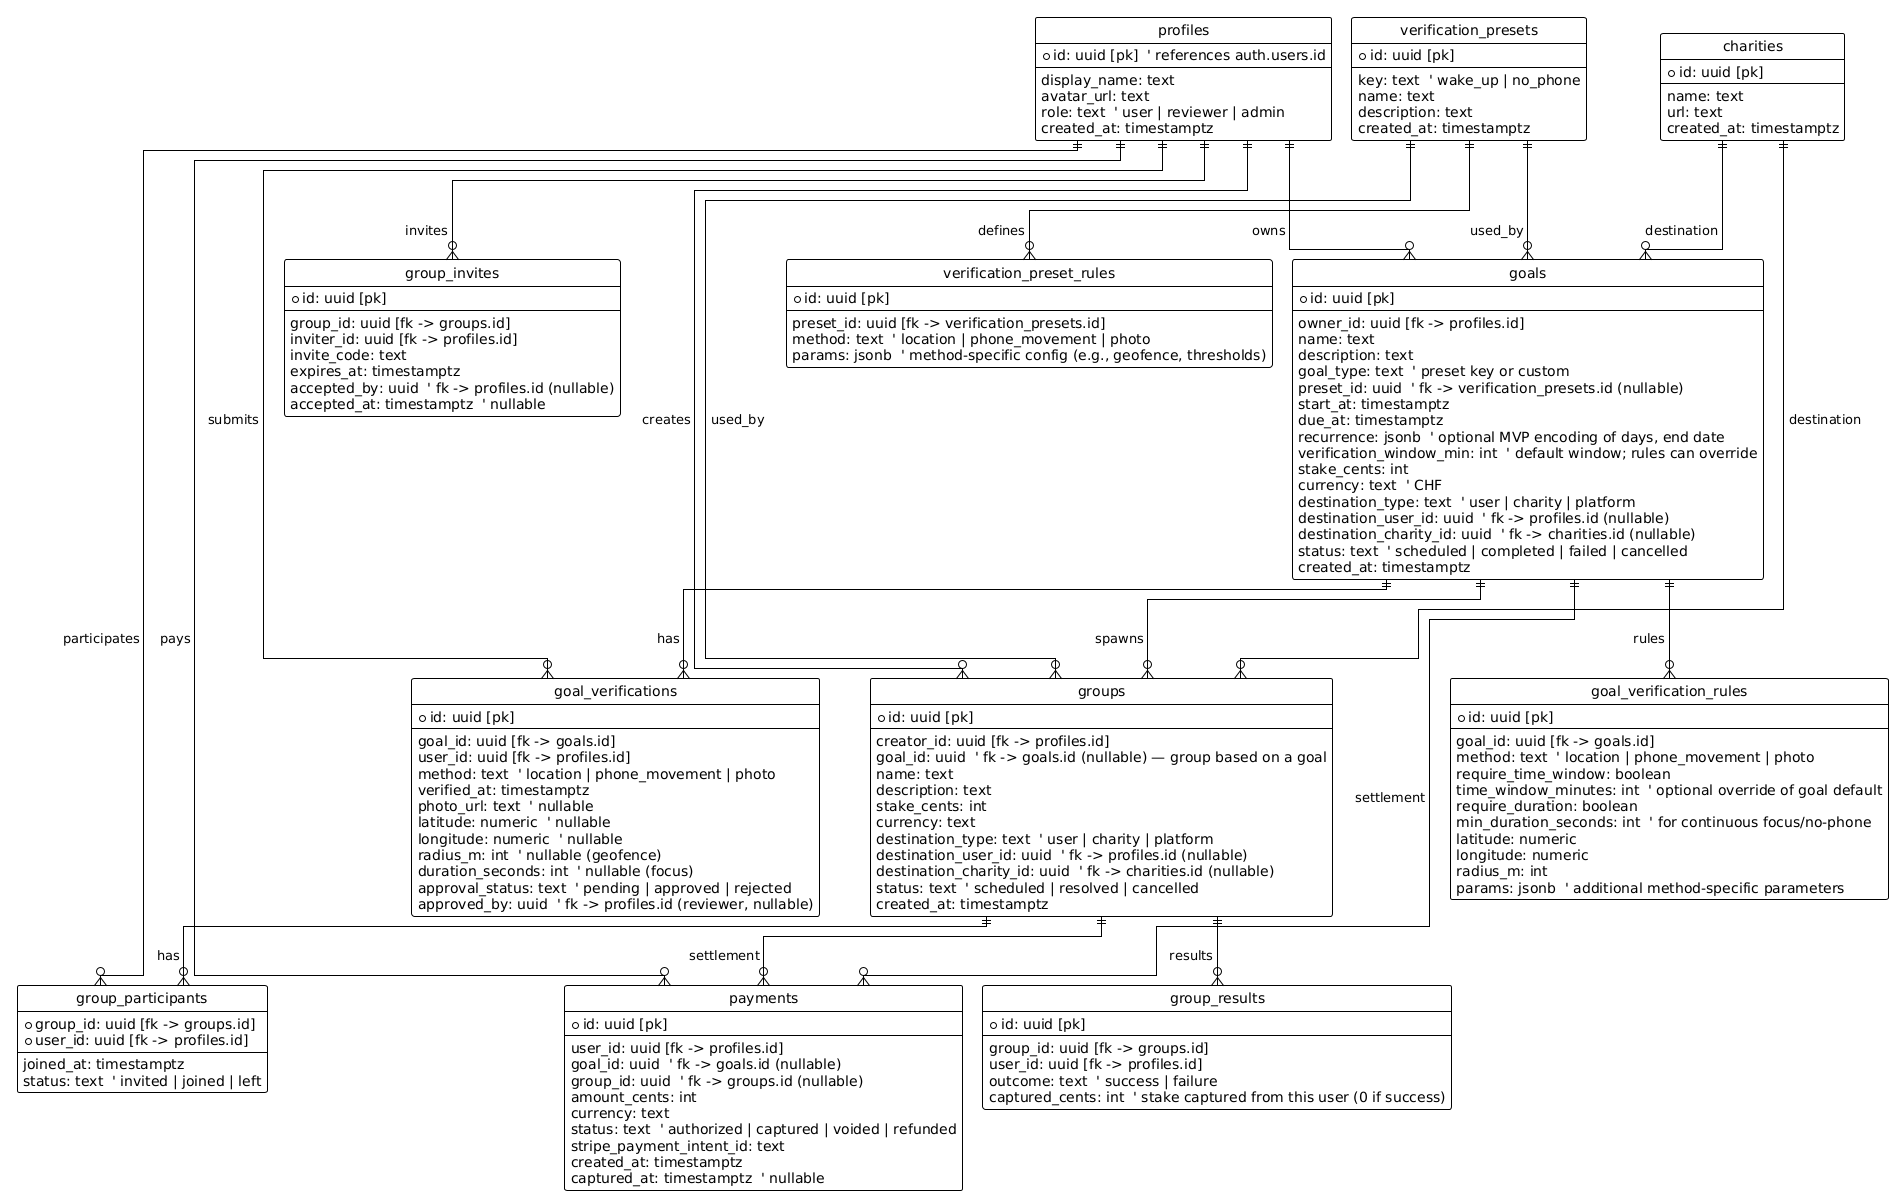 profiles
id: uuid [pk]  ' references auth.users.id
display_name: text
avatar_url: text
role: text  ' user | reviewer | admin
created_at: timestamptz
verification_presets
id: uuid [pk]
key: text  ' wake_up | no_phone
name: text
description: text
created_at: timestamptz
charities
id: uuid [pk]
name: text
url: text
created_at: timestamptz
invites
defines
owns
used_by
destination
group_invites
id: uuid [pk]
group_id: uuid [fk -> groups.id]
inviter_id: uuid [fk -> profiles.id]
invite_code: text
expires_at: timestamptz
accepted_by: uuid  ' fk -> profiles.id (nullable)
accepted_at: timestamptz  ' nullable
verification_preset_rules
id: uuid [pk]
preset_id: uuid [fk -> verification_presets.id]
method: text  ' location | phone_movement | photo
params: jsonb  ' method-specific config (e.g., geofence, thresholds)
goals
id: uuid [pk]
owner_id: uuid [fk -> profiles.id]
name: text
description: text
goal_type: text  ' preset key or custom
preset_id: uuid  ' fk -> verification_presets.id (nullable)
start_at: timestamptz
due_at: timestamptz
recurrence: jsonb  ' optional MVP encoding of days, end date
verification_window_min: int  ' default window; rules can override
stake_cents: int
currency: text  ' CHF
destination_type: text  ' user | charity | platform
destination_user_id: uuid  ' fk -> profiles.id (nullable)
destination_charity_id: uuid  ' fk -> charities.id (nullable)
status: text  ' scheduled | completed | failed | cancelled
created_at: timestamptz
submits
creates
used_by
destination
participates
pays
has
spawns
rules
goal_verifications
id: uuid [pk]
goal_id: uuid [fk -> goals.id]
user_id: uuid [fk -> profiles.id]
method: text  ' location | phone_movement | photo
verified_at: timestamptz
photo_url: text  ' nullable
latitude: numeric  ' nullable
longitude: numeric  ' nullable
radius_m: int  ' nullable (geofence)
duration_seconds: int  ' nullable (focus)
approval_status: text  ' pending | approved | rejected
approved_by: uuid  ' fk -> profiles.id (reviewer, nullable)
groups
id: uuid [pk]
creator_id: uuid [fk -> profiles.id]
goal_id: uuid  ' fk -> goals.id (nullable) — group based on a goal
name: text
description: text
stake_cents: int
currency: text
destination_type: text  ' user | charity | platform
destination_user_id: uuid  ' fk -> profiles.id (nullable)
destination_charity_id: uuid  ' fk -> charities.id (nullable)
status: text  ' scheduled | resolved | cancelled
created_at: timestamptz
settlement
goal_verification_rules
id: uuid [pk]
goal_id: uuid [fk -> goals.id]
method: text  ' location | phone_movement | photo
require_time_window: boolean
time_window_minutes: int  ' optional override of goal default
require_duration: boolean
min_duration_seconds: int  ' for continuous focus/no-phone
latitude: numeric
longitude: numeric
radius_m: int
params: jsonb  ' additional method-specific parameters
has
settlement
results
group_participants
group_id: uuid [fk -> groups.id]
user_id: uuid [fk -> profiles.id]
joined_at: timestamptz
status: text  ' invited | joined | left
payments
id: uuid [pk]
user_id: uuid [fk -> profiles.id]
goal_id: uuid  ' fk -> goals.id (nullable)
group_id: uuid  ' fk -> groups.id (nullable)
amount_cents: int
currency: text
status: text  ' authorized | captured | voided | refunded
stripe_payment_intent_id: text
created_at: timestamptz
captured_at: timestamptz  ' nullable
group_results
id: uuid [pk]
group_id: uuid [fk -> groups.id]
user_id: uuid [fk -> profiles.id]
outcome: text  ' success | failure
captured_cents: int  ' stake captured from this user (0 if success)